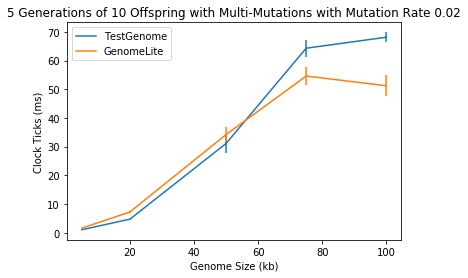 5 Generations of 10 Offspring with Multi-Mutations with Mutation Rate 0.02
TestGenome
GenomeLite
Clock Ticks (ms)
70
60
50
40
30
20
10
0
20 40 60 80 100
Genome Size (kb)